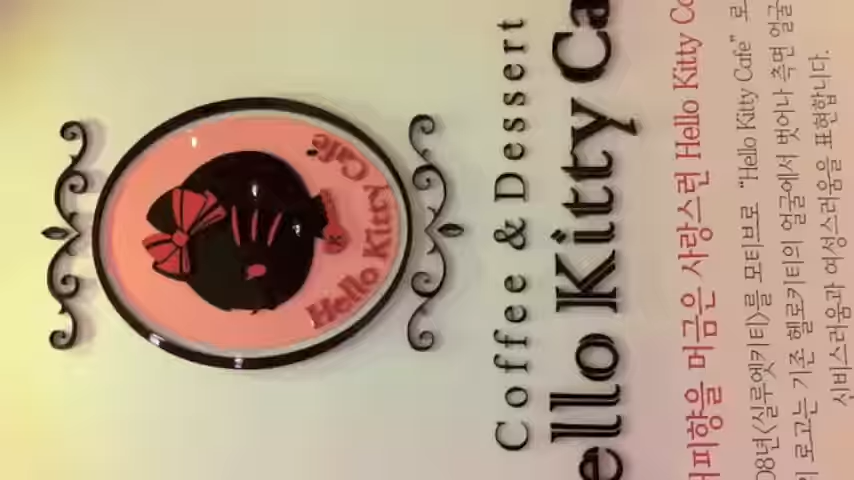 Hello Kitty Cafe
Coffee & Dessert
ello Kitty Ca
커피향을 머금은 사랑스런 Hello Kitty Ca
08년 <실루엣키티>를 모티브로 “Hello Kitty Cafe” 로
로고는 기존 헬로키티의 얼굴에서 벗어나 측면 얼굴
신비스러움과 여성스러움을 표현합니다.